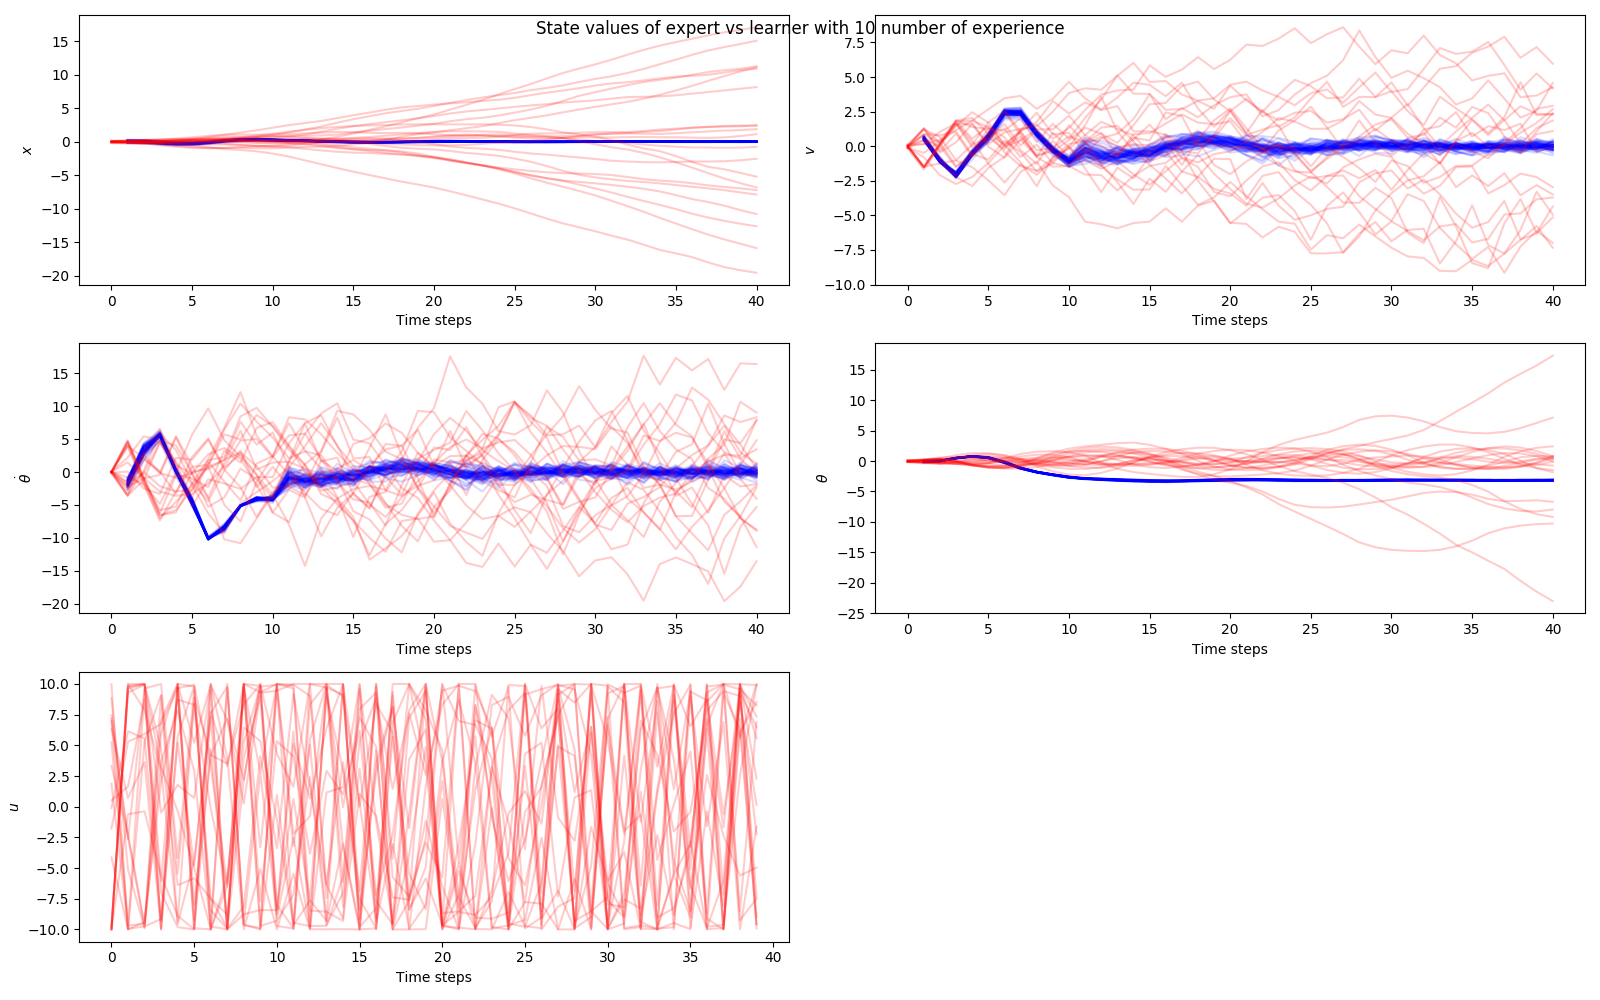 State values of expert vs learner with 10 number of experience
15
10
5
0
−5
−10
−15
−20
x
0 5 10 15 20 25 30 35 40
Time steps
7.5
5.0
2.5
0.0
−2.5
−5.0
−7.5
−10.0
v
0 5 10 15 20 25 30 35 40
Time steps
15
10
5
0
−5
−10
−15
−20
θ̇
0 5 10 15 20 25 30 35 40
Time steps
15
10
5
0
−5
−10
−15
−20
−25
θ
0 5 10 15 20 25 30 35 40
Time steps
10.0
7.5
5.0
2.5
0.0
−2.5
−5.0
−7.5
−10.0
u
0 5 10 15 20 25 30 35 40
Time steps